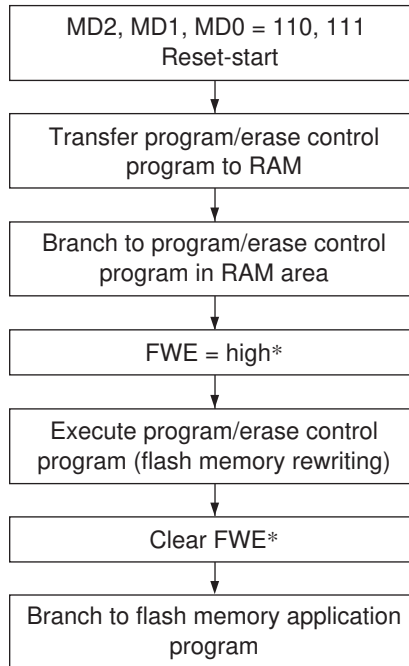 MD2, MD1, MD0 = 110, 111
Reset-start
Transfer program/erase control
program to RAM
Branch to program/erase control
program in RAM area
FWE = high*
Execute program/erase control
program (flash memory rewriting)
Clear FWE*
Branch to flash memory application
program